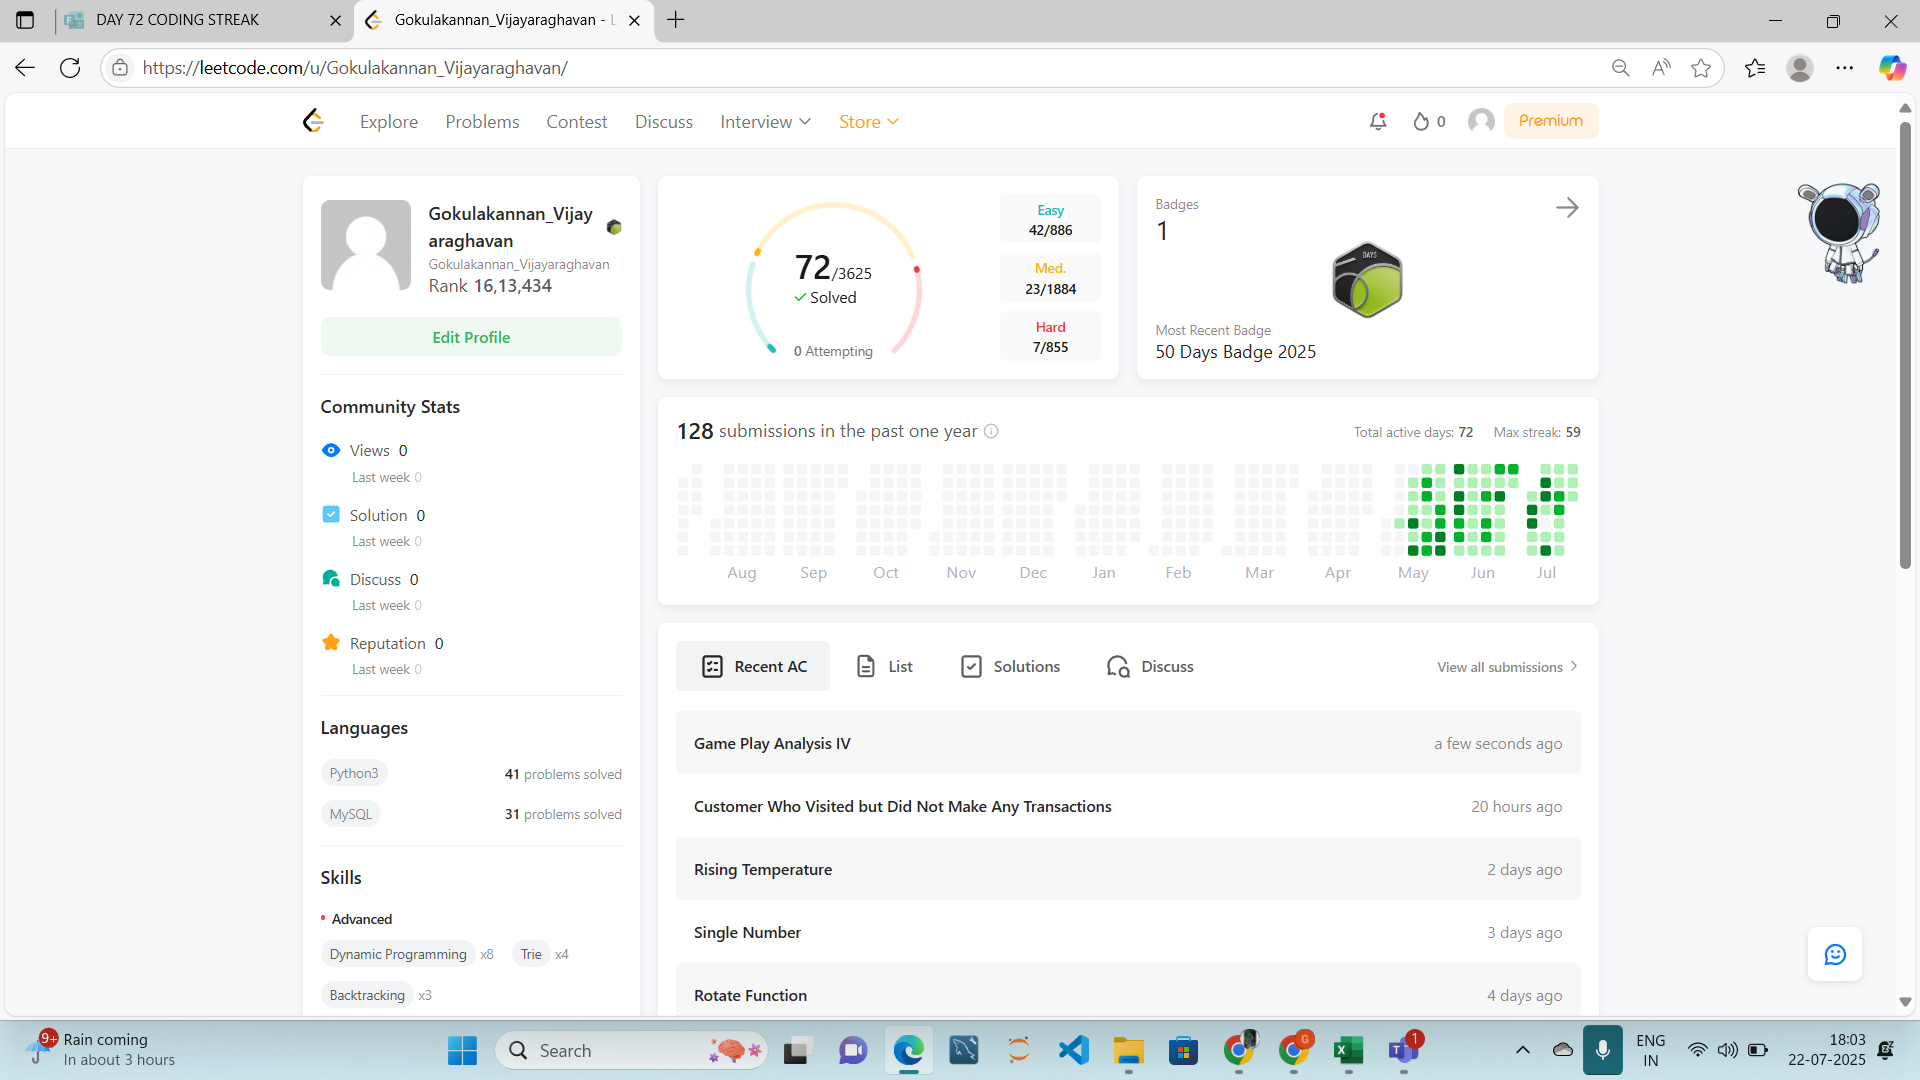 DAY 72 CODING STREAK
Gokulakannan_Vijayaraghavan - L
https://leetcode.com/u/Gokulakannan_Vijayaraghavan/
Explore Problems Contest Discuss Interview Store
0 Premium
Gokulakannan_Vijay
araghavan
Gokulakannan_Vijayaraghavan
Rank 16,13,434
Edit Profile
Community Stats
Views 0
Last week 0
Solution 0
Last week 0
Discuss 0
Last week 0
Reputation 0
Last week 0
Languages
Python3 41 problems solved
MySQL 31 problems solved
Skills
Advanced
Dynamic Programming x8 Trie x4
Backtracking x3
72/3625
Solved
0 Attempting
Easy
42/886
Med.
23/1884
Hard
7/855
Badges
1
DAYS
Most Recent Badge
50 Days Badge 2025
128 submissions in the past one year
Total active days: 72 Max streak: 59
Aug Sep Oct Nov Dec Jan Feb Mar Apr May Jun Jul
Recent AC List Solutions Discuss View all submissions
Game Play Analysis IV a few seconds ago
Customer Who Visited but Did Not Make Any Transactions 20 hours ago
Rising Temperature 2 days ago
Single Number 3 days ago
Rotate Function 4 days ago
9+
Rain coming
In about 3 hours
Search
G
1
ENG
IN
18:03
22-07-2025